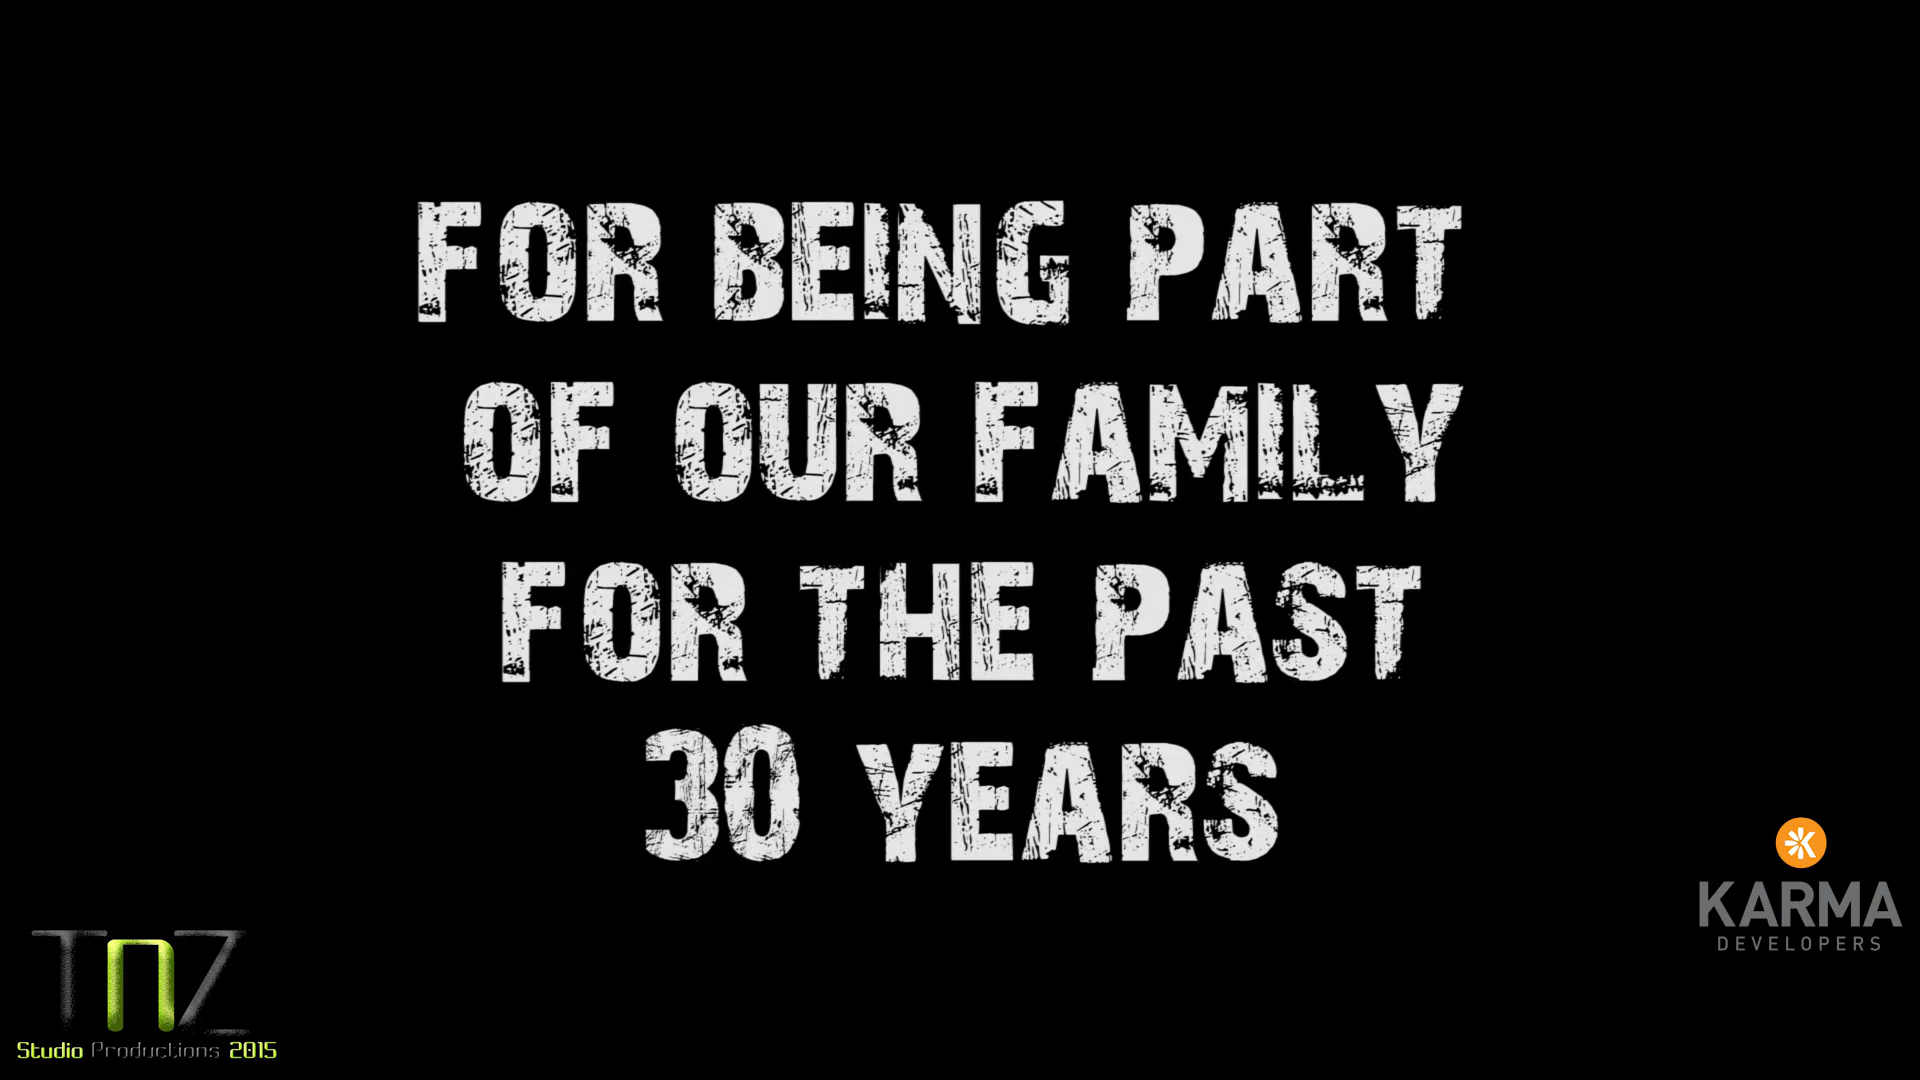 FOR BEING PART
OF OUR FAMILY
FOR THE PAST
30 YEARS
KARMA
DEVELOPERS
TnZ
Studio Productions 2015